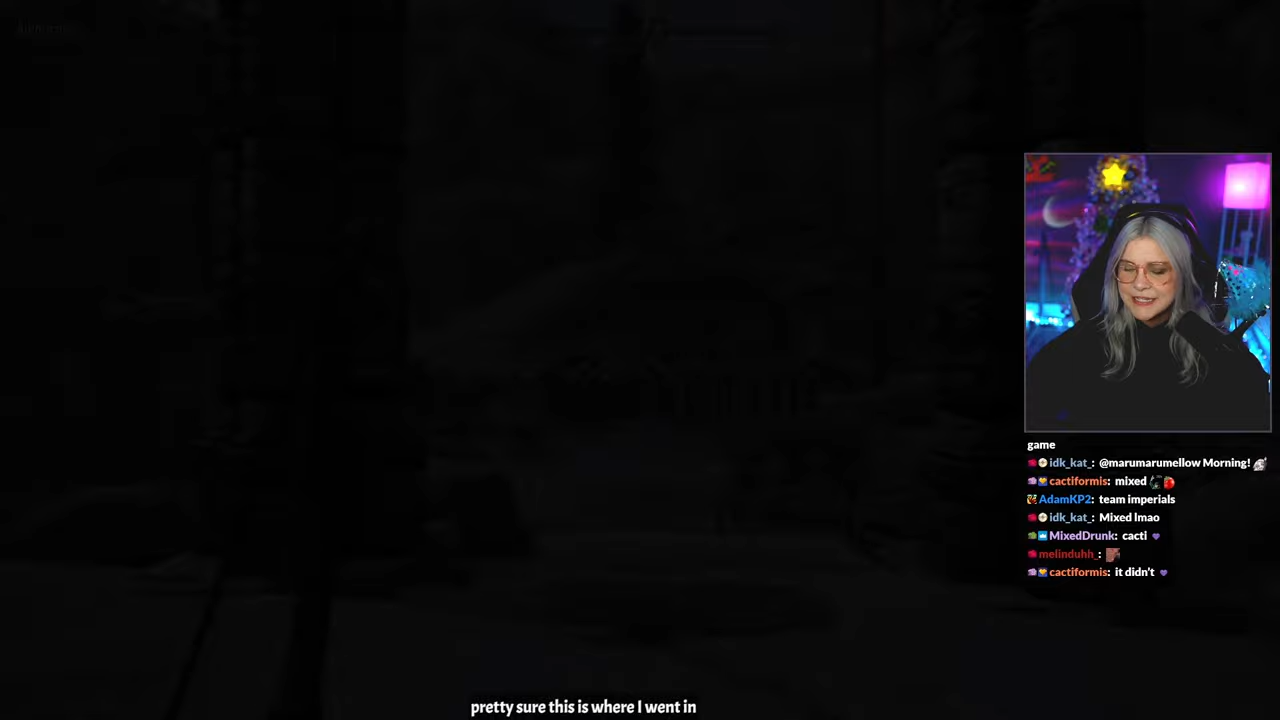 game
idk_kat_: @marumarumellow Morning!
cactiformis: mixed
AdamKP2: team imperials
idk_kat_: Mixed lmao
MixedDrunk: cacti
melinduhh_:
cactiformis: it didn't
pretty sure this is where I went in